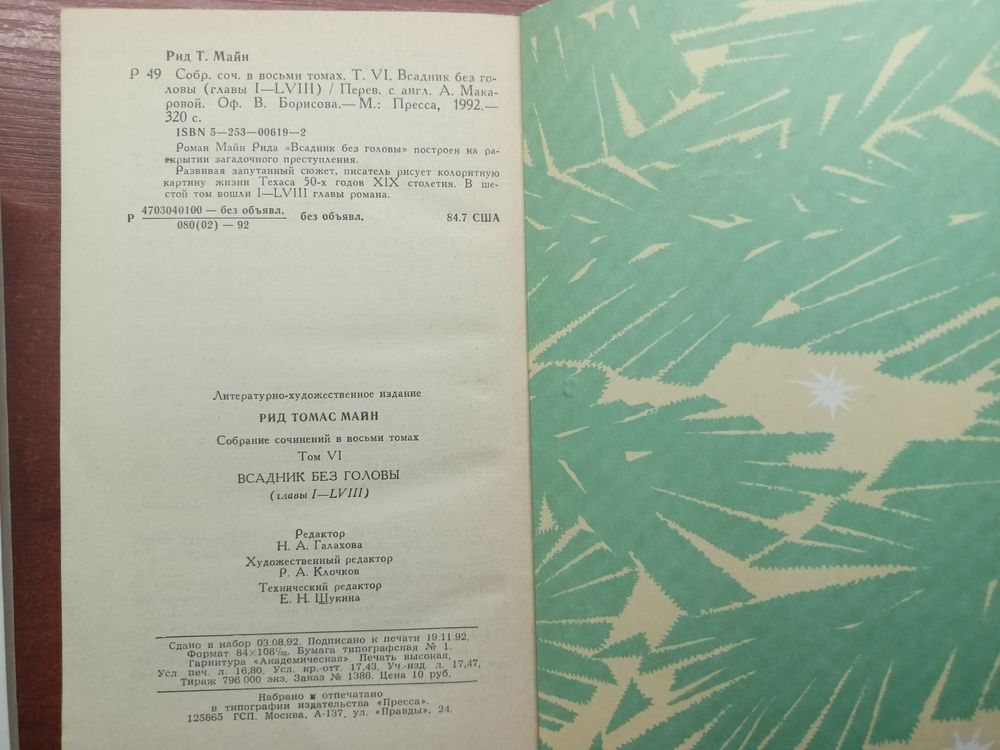 Рид Т. Майн
Р 49 Собр. соч. в восьми томах. Т. VI. Всадник без го-
ловы (главы I—LVIII) / Перев. с англ. А. Мака-
ровой. Оф. В. Борисова.— М.: Пресса, 1992.—
320 с.
ISBN 5—253—00619—2
Роман Майн Рида «Всадник без головы» построен на ра-
скрытии загадочного преступления.
Развивая запутанный сюжет, писатель рисует колоритную
картину жизни Техаса 50-х годов XIX столетия. В ше-
стой том вошли I—LVIII главы романа.
Р 4703040100 — без объявл. без объявл. 84.7 США
080(02) — 92
Литературно-художественное издание
РИД ТОМАС МАЙН
Собрание сочинений в восьми томах
Том VI
ВСАДНИК БЕЗ ГОЛОВЫ
(главы I—LVIII)
Редактор
Н. А. Галахова
Художественный редактор
Р. А. Клочков
Технический редактор
Е. Н. Щукина
Сдано в набор 03.08.92. Подписано к печати 19.11.92.
Формат 84×108¹/₃₂. Бумага типографская № 1.
Гарнитура «Академическая». Печать высокая.
Усл. печ. л. 16,80. Усл. кр.-отт. 17,43. Уч.-изд. л. 17,47.
Тираж 796 000 экз. Заказ № 1386. Цена 10 руб.
Набрано и отпечатано
в типографии издательства «Пресса».
125865 ГСП, Москва, А-137, ул. «Правды», 24.